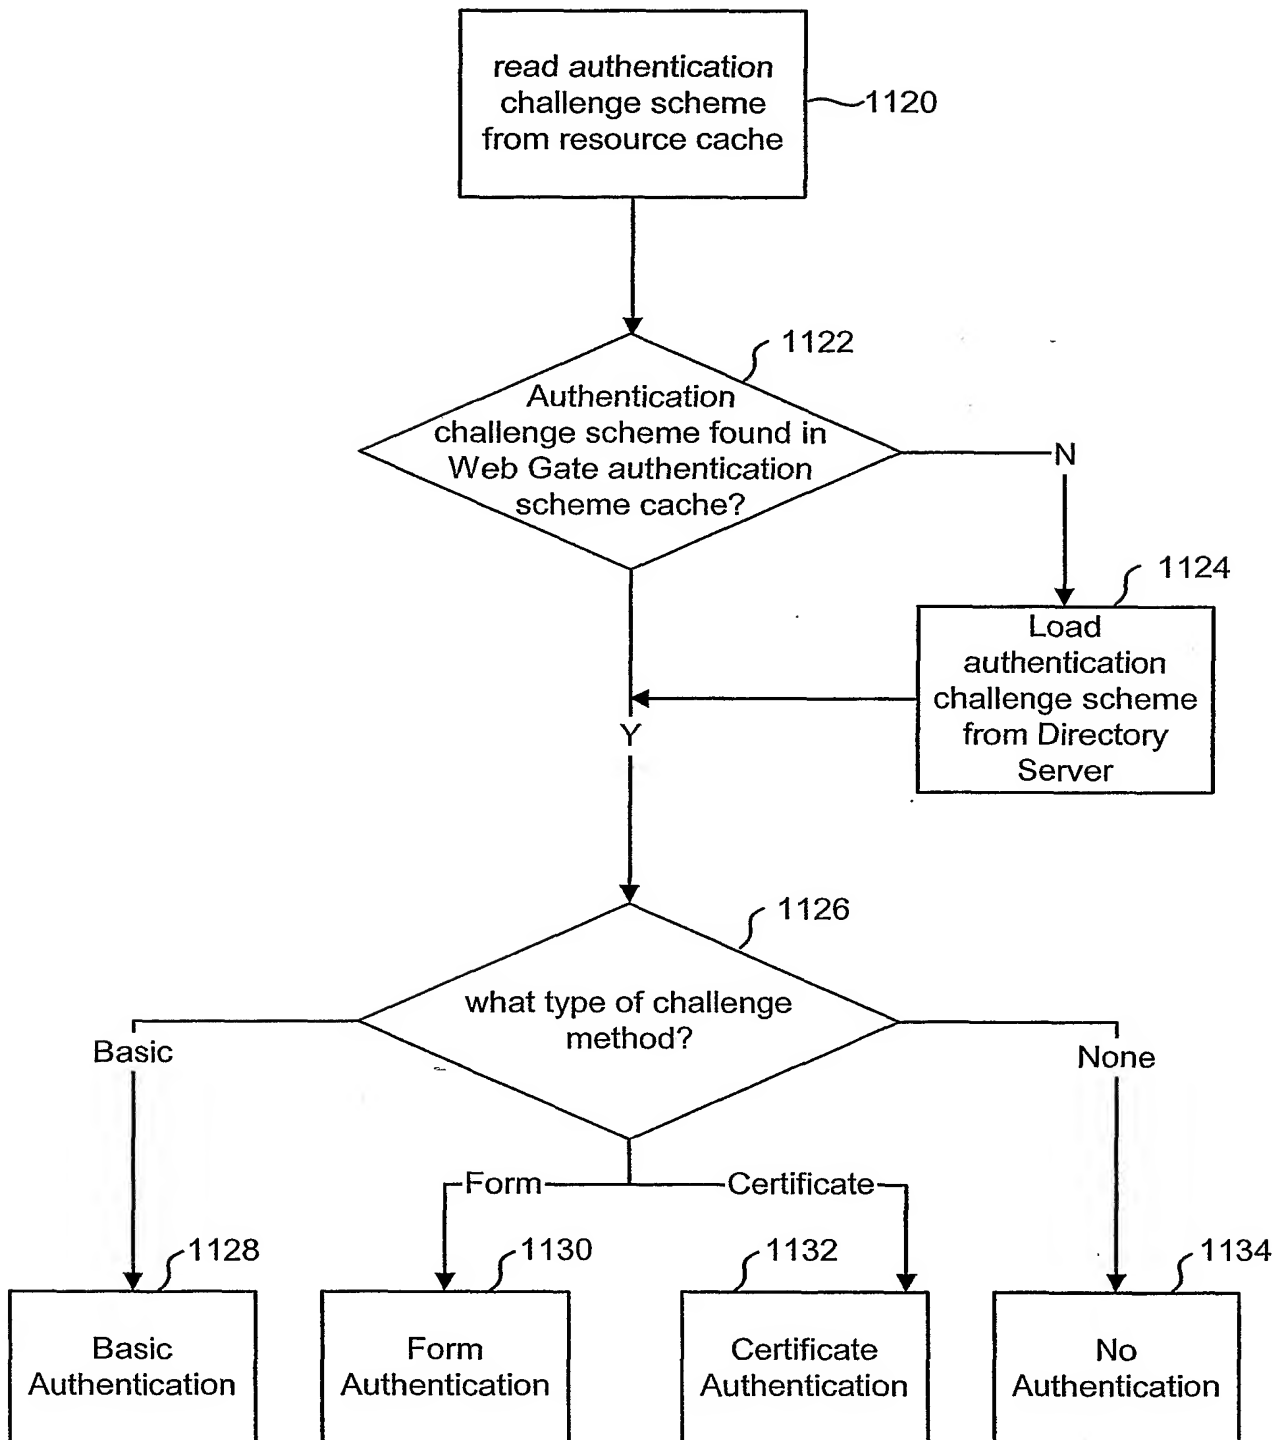 read authentication
challenge scheme
from resource cache
1120
1122
Authentication
challenge scheme found in
Web Gate authentication
scheme cache?
N
1124
Load
authentication
challenge scheme
from Directory
Server
Y
1126
what type of challenge
method?
Basic
None
Form
Certificate
1128
1130
1132
1134
Basic
Authentication
Form
Authentication
Certificate
Authentication
No
Authentication